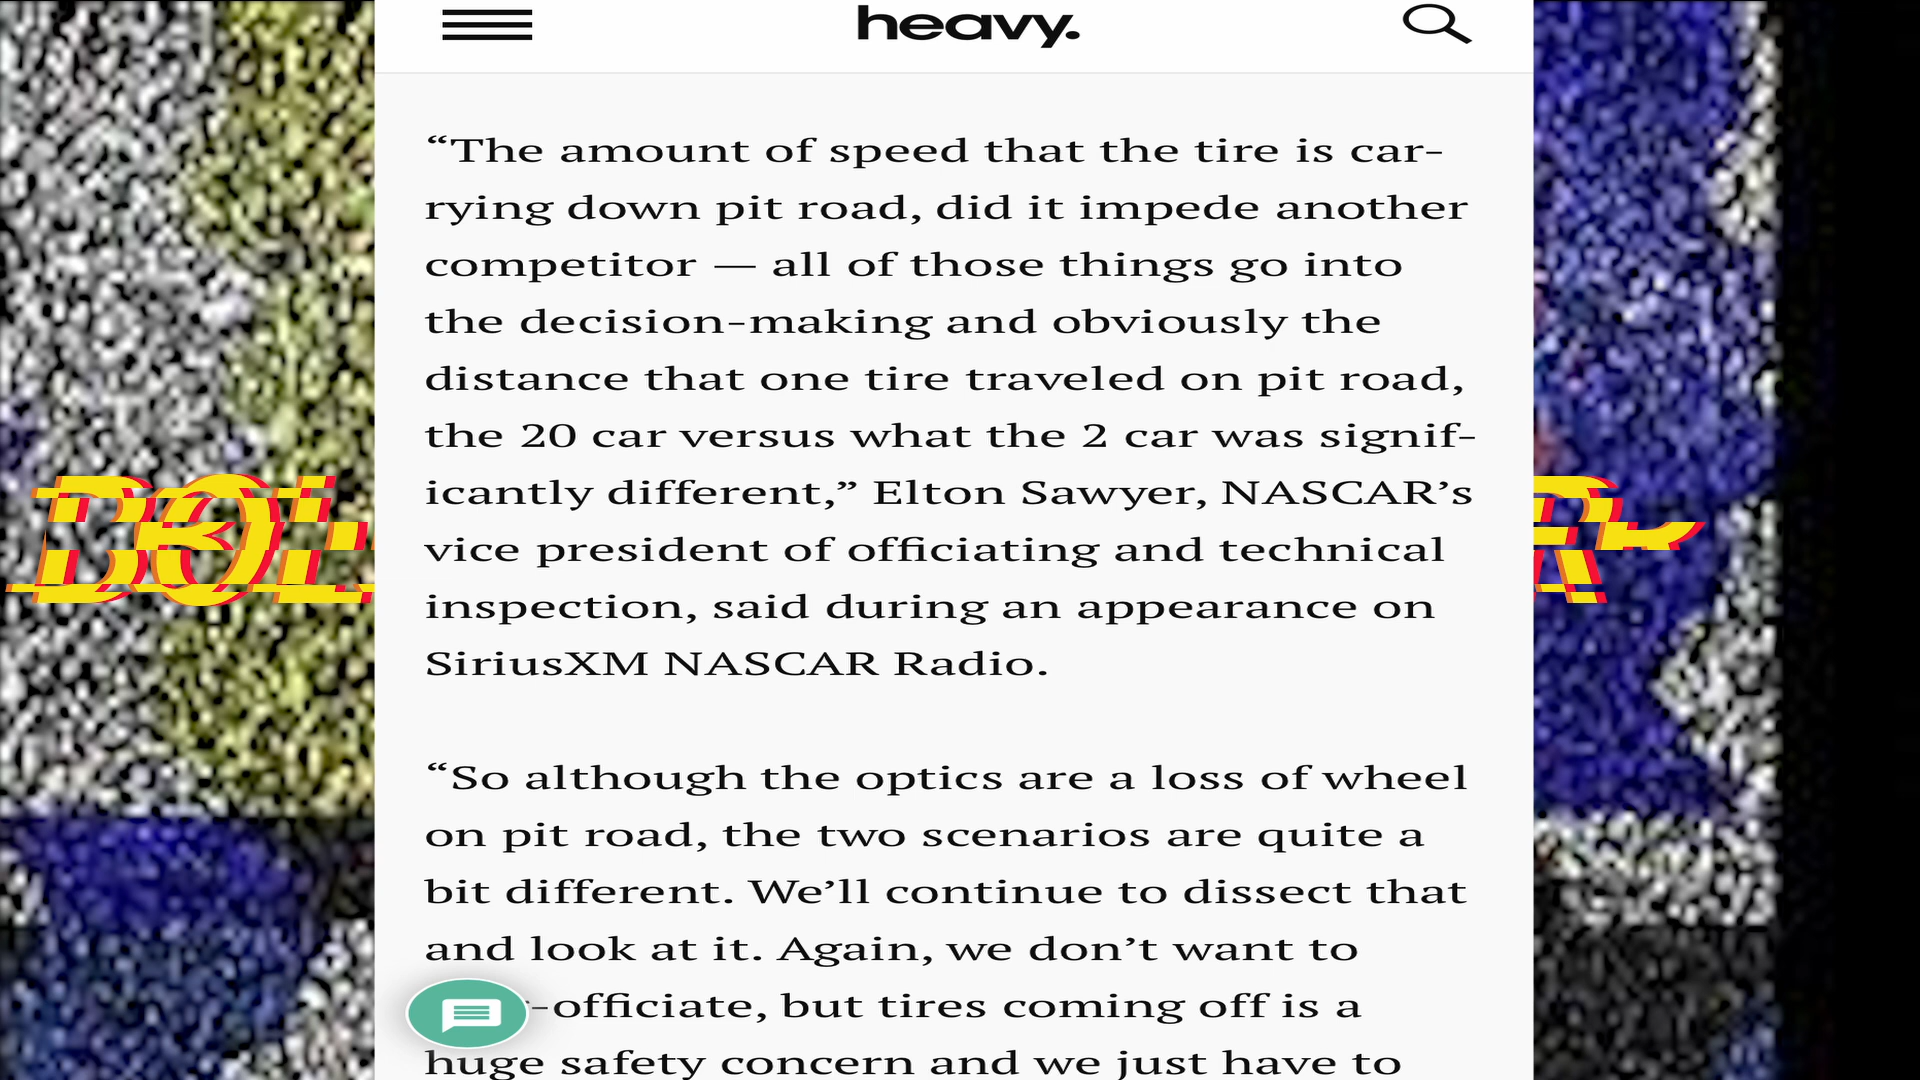 heavy.
“The amount of speed that the tire is car-
rying down pit road, did it impede another
competitor — all of those things go into
the decision-making and obviously the
distance that one tire traveled on pit road,
the 20 car versus what the 2 car was signif-
icantly different,” Elton Sawyer, NASCAR’s
vice president of officiating and technical
inspection, said during an appearance on
SiriusXM NASCAR Radio.
“So although the optics are a loss of wheel
on pit road, the two scenarios are quite a
bit different. We’ll continue to dissect that
and look at it. Again, we don’t want to
-officiate, but tires coming off is a
huge safety concern and we just have to